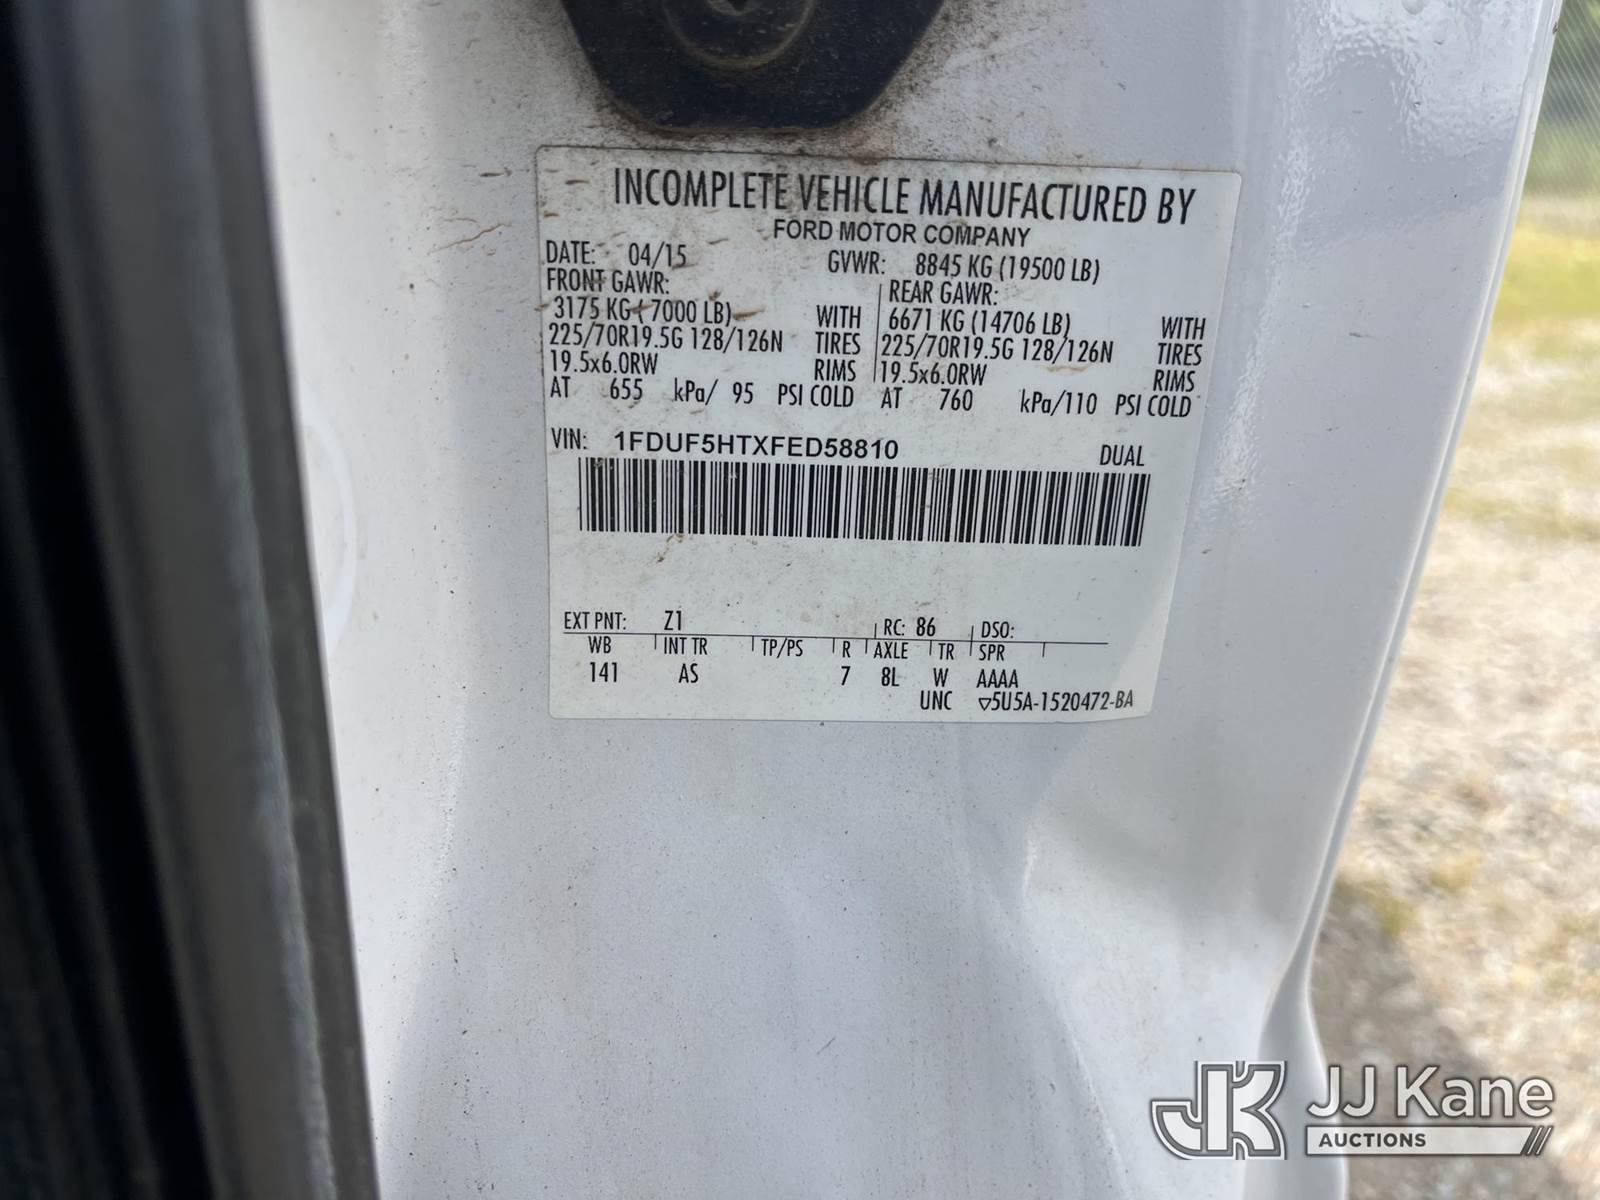 INCOMPLETE VEHICLE MANUFACTURED BY
FORD MOTOR COMPANY
DATE: 04/15 GVWR: 8845 KG (19500 LB)
FRONT GAWR: REAR GAWR:
3175 KG ( 7000 LB) WITH 6671 KG (14706 LB) WITH
225/70R19.5G 128/126N TIRES 225/70R19.5G 128/126N TIRES
19.5x6.0RW RIMS 19.5x6.0RW RIMS
AT 655 kPa/ 95 PSI COLD AT 760 kPa/110 PSI COLD
VIN: 1FDUF5HTXFED58810 DUAL
EXT PNT: Z1 RC: 86 DSO:
WB INT TR TP/PS R AXLE TR SPR
141 AS 7 8L W AAAA
UNC ▽5U5A-1520472-BA
JK JJ Kane
AUCTIONS